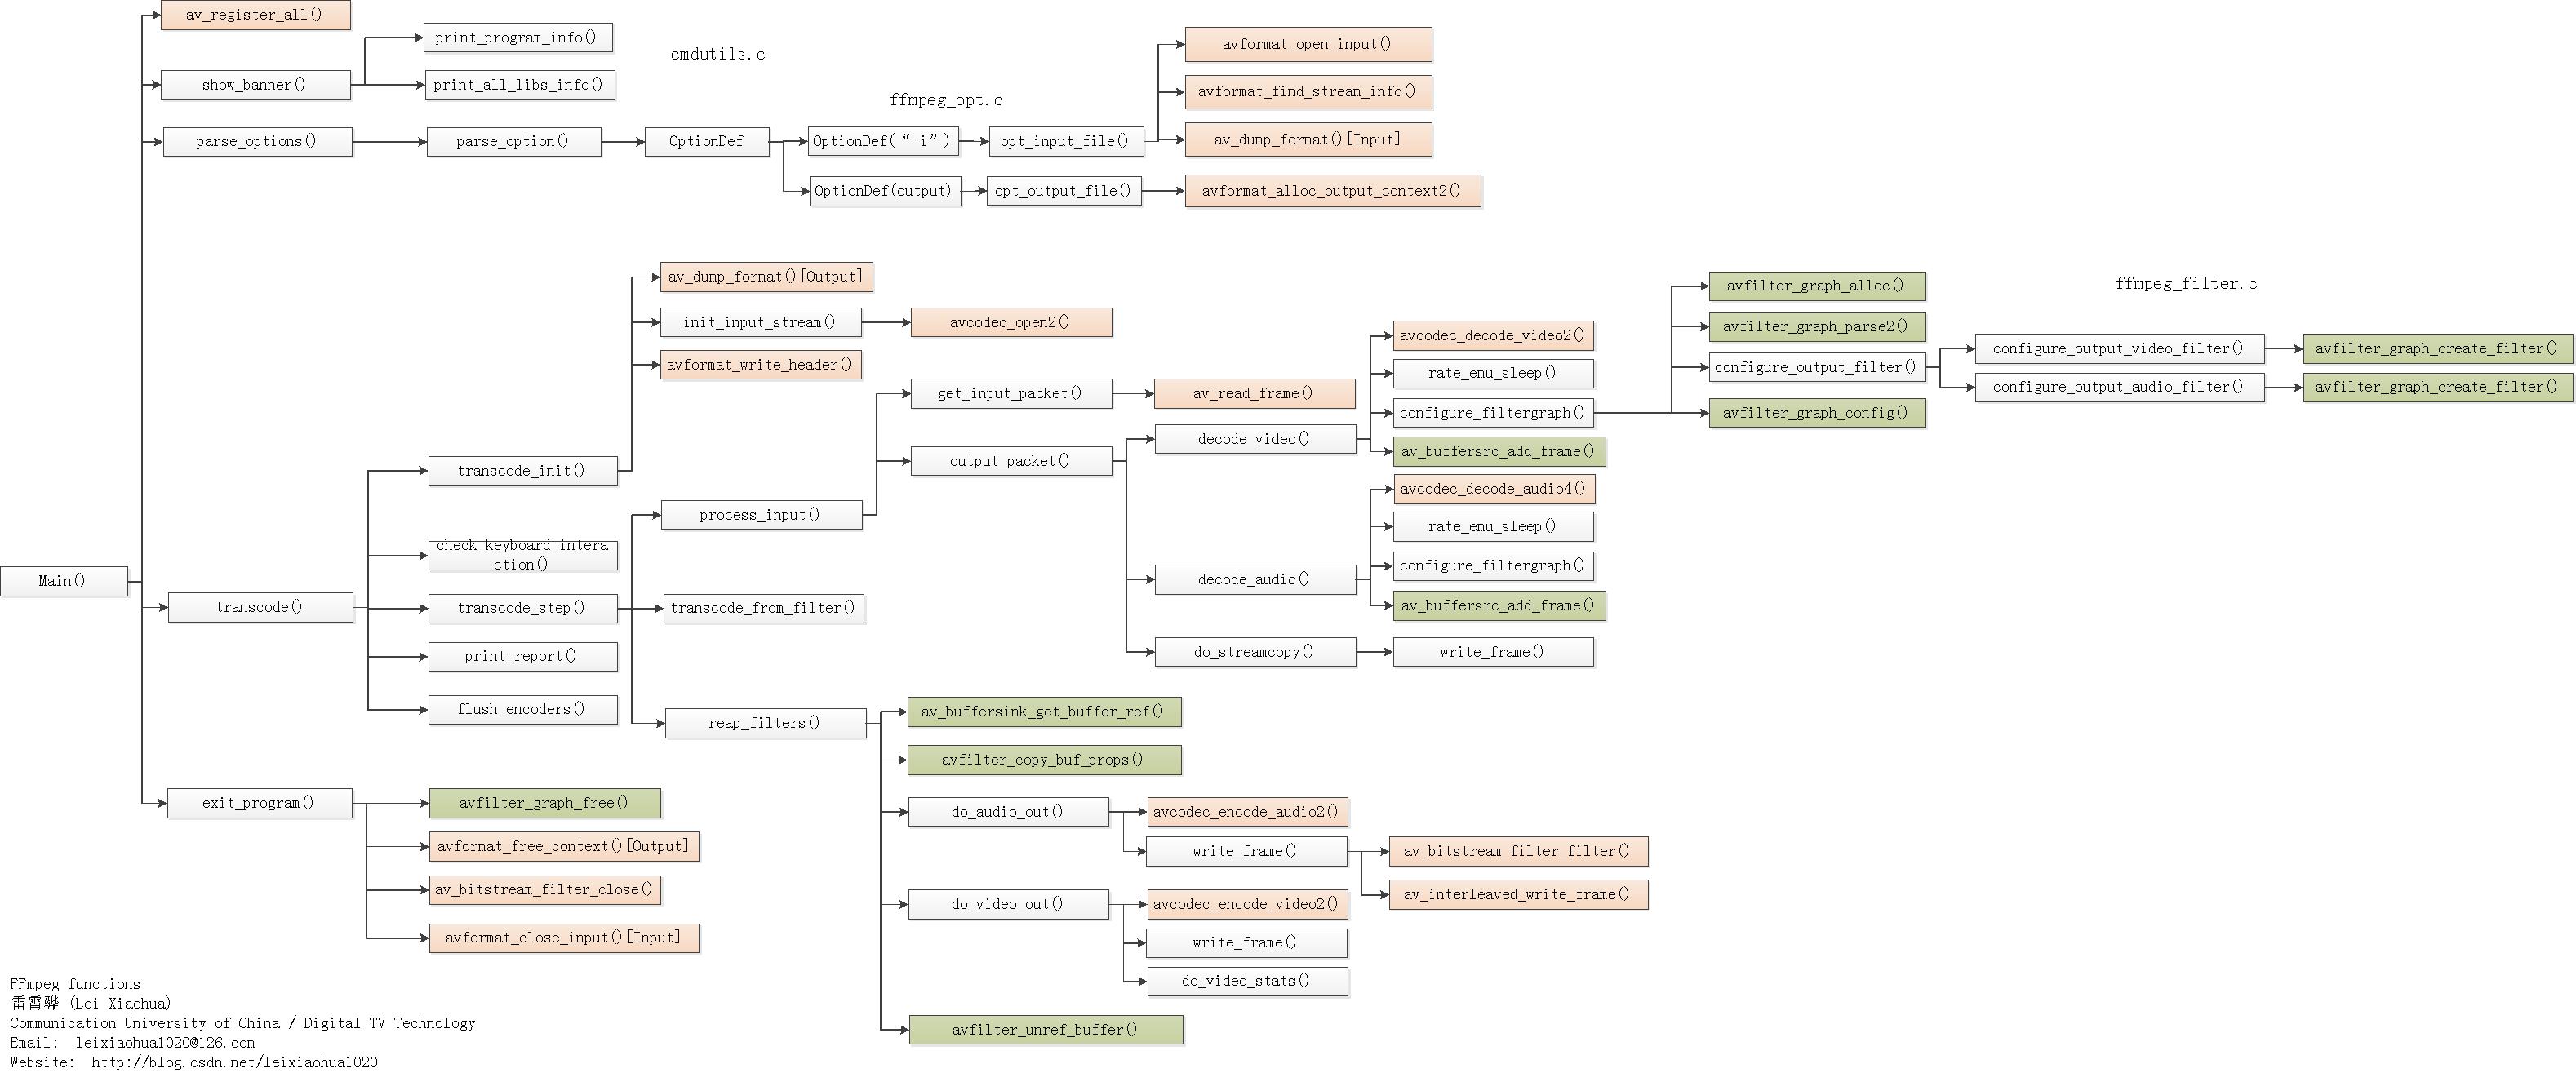 av_register_all()
print_program_info()
cmdutils.c
show_banner()
print_all_libs_info()
avformat_open_input()
avformat_find_stream_info()
ffmpeg_opt.c
parse_options()
parse_option()
OptionDef
OptionDef(“-i”)
opt_input_file()
av_dump_format()[Input]
OptionDef(output)
opt_output_file()
avformat_alloc_output_context2()
av_dump_format()[Output]
init_input_stream()
avcodec_open2()
avformat_write_header()
avfilter_graph_alloc()
ffmpeg_filter.c
avfilter_graph_parse2()
configure_output_filter()
configure_output_video_filter()
avfilter_graph_create_filter()
configure_output_audio_filter()
avfilter_graph_create_filter()
avfilter_graph_config()
avcodec_decode_video2()
rate_emu_sleep()
configure_filtergraph()
av_buffersrc_add_frame()
get_input_packet()
av_read_frame()
output_packet()
decode_video()
transcode_init()
process_input()
avcodec_decode_audio4()
rate_emu_sleep()
configure_filtergraph()
av_buffersrc_add_frame()
decode_audio()
check_keyboard_intera
ction()
Main()
transcode()
transcode_step()
transcode_from_filter()
do_streamcopy()
write_frame()
print_report()
flush_encoders()
reap_filters()
av_buffersink_get_buffer_ref()
avfilter_copy_buf_props()
exit_program()
avfilter_graph_free()
avformat_free_context()[Output]
av_bitstream_filter_close()
avformat_close_input()[Input]
do_audio_out()
avcodec_encode_audio2()
write_frame()
av_bitstream_filter_filter()
av_interleaved_write_frame()
do_video_out()
avcodec_encode_video2()
write_frame()
do_video_stats()
avfilter_unref_buffer()
FFmpeg functions
雷霄骅 (Lei Xiaohua)
Communication University of China / Digital TV Technology
Email: leixiaohua1020@126.com
Website: http://blog.csdn.net/leixiaohua1020